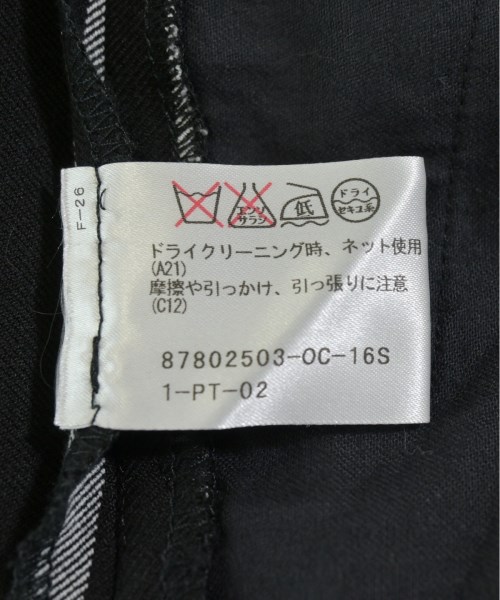 エンソ
サラシ
低
ドライ
セキユ系
ドライクリーニング時、ネット使用
(A21)
摩擦や引っかけ、引っ張りに注意
(C12)
87802503-OC-16S
1-PT-02
F-26